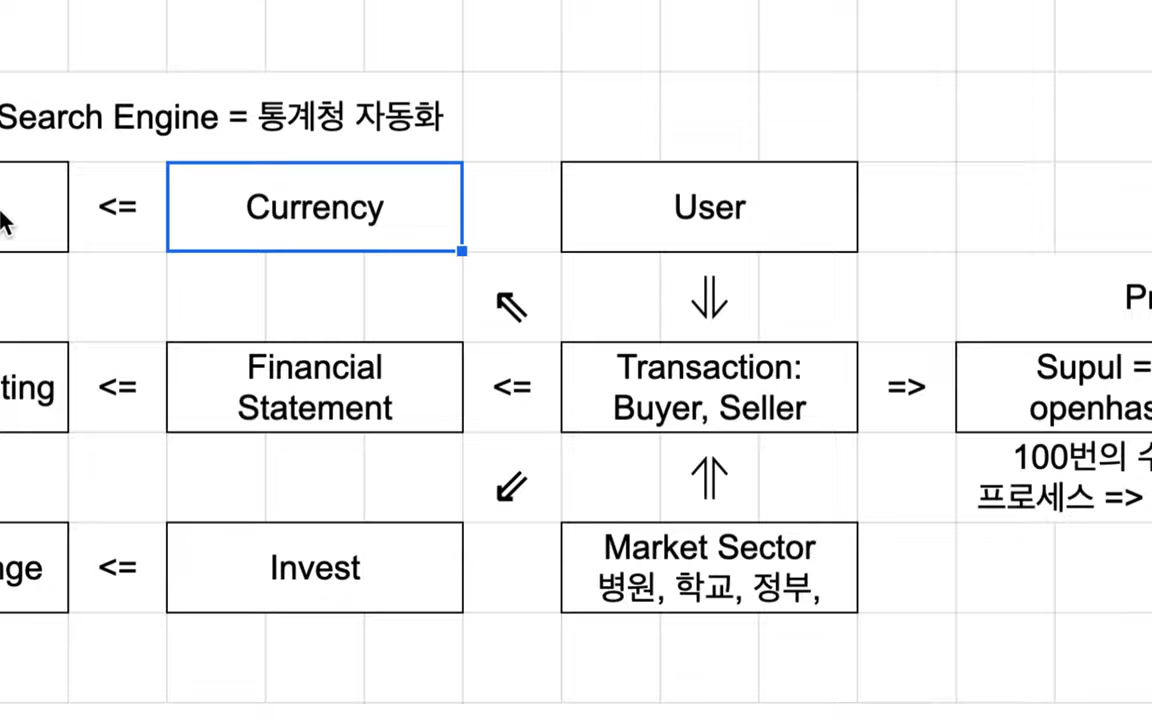 Search Engine = 통계청 자동화
<= Currency User
⇖ ⇓
ting <= Financial Statement <= Transaction: Buyer, Seller => Supul = openhas
⇙ ⇑ 100번의
프로세스 =>
nge <= Invest Market Sector
병원, 학교, 정부,